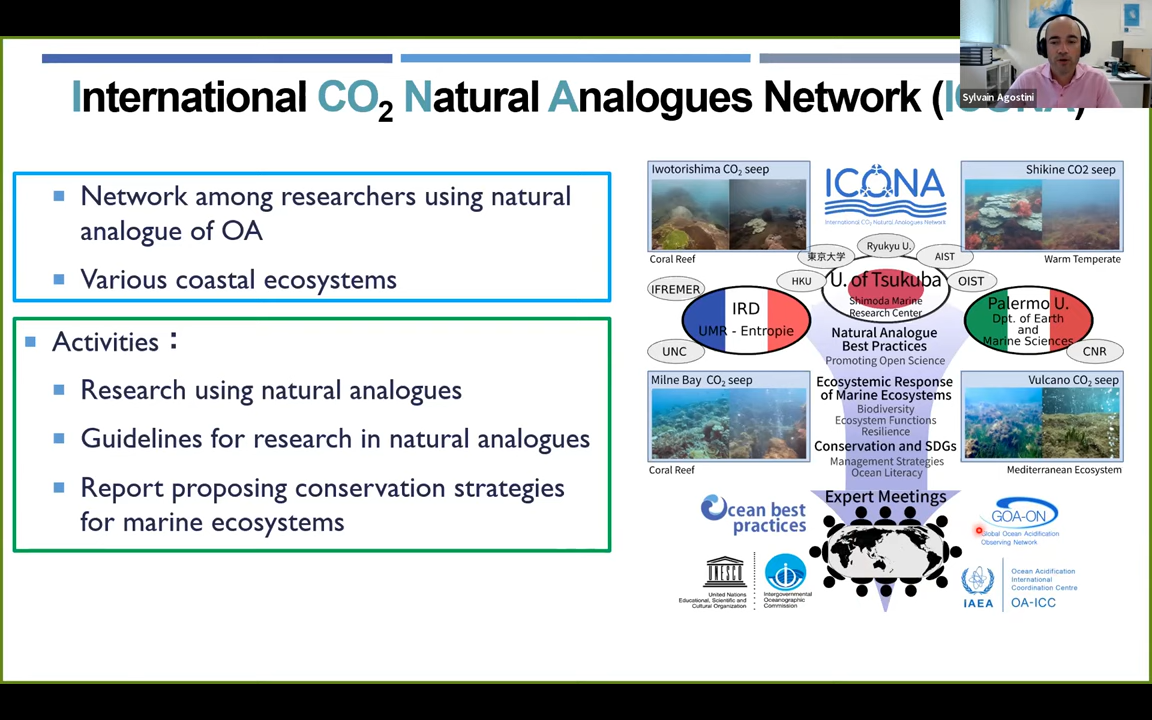 International CO2 Natural Analogues Network (ICONA)
Sylvain Agostini
Network among researchers using natural
analogue of OA
Various coastal ecosystems
Activities：
Research using natural analogues
Guidelines for research in natural analogues
Report proposing conservation strategies
for marine ecosystems
Iwotorishima CO2 seep
Coral Reef
ICONA
International CO2 Natural Analogues Network
Shikine CO2 seep
Warm Temperate
東京大学
Ryukyu U.
AIST
HKU
U. of Tsukuba
Shimoda Marine
Research Center
OIST
IFREMER
IRD
UMR - Entropie
UNC
Palermo U.
Dpt. of Earth
and
Marine Sciences
CNR
Natural Analogue
Best Practices
Promoting Open Science
Ecosystemic Response
of Marine Ecosystems
Biodiversity
Ecosystem Functions
Resilience
Conservation and SDGs
Management Strategies
Ocean Literacy
Milne Bay CO2 seep
Coral Reef
Vulcano CO2 seep
Mediterranean Ecosystem
Expert Meetings
Ocean best
practices
GOA-ON
Global Ocean Acidification
Observing Network
UNESCO
United Nations
Educational, Scientific and
Cultural Organization
Intergovernmental
Oceanographic
Commission
IAEA
Ocean Acidification
International
Coordination Centre
OA-ICC